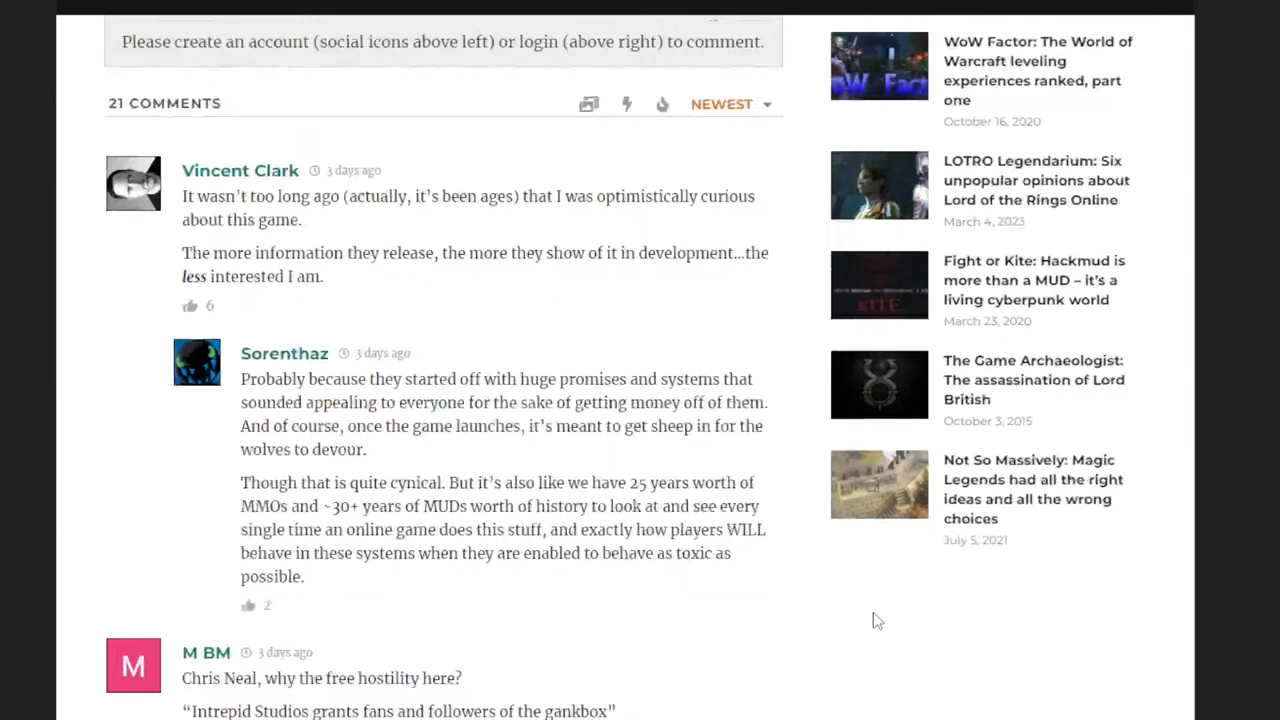 Please create an account (social icons above left) or login (above right) to comment.
21 COMMENTS
NEWEST
Vincent Clark 3 days ago
It wasn't too long ago (actually, it's been ages) that I was optimistically curious
about this game.
The more information they release, the more they show of it in development…the
less interested I am.
6
Sorenthaz 3 days ago
Probably because they started off with huge promises and systems that
sounded appealing to everyone for the sake of getting money off of them.
And of course, once the game launches, it's meant to get sheep in for the
wolves to devour.
Though that is quite cynical. But it's also like we have 25 years worth of
MMOs and ~30+ years of MUDs worth of history to look at and see every
single time an online game does this stuff, and exactly how players WILL
behave in these systems when they are enabled to behave as toxic as
possible.
2
M
M BM 3 days ago
Chris Neal, why the free hostility here?
“Intrepid Studios grants fans and followers of the gankbox”
WoW Factor: The World of
Warcraft leveling
experiences ranked, part
one
October 16, 2020
LOTRO Legendarium: Six
unpopular opinions about
Lord of the Rings Online
March 4, 2023
Fight or Kite: Hackmud is
more than a MUD – it's a
living cyberpunk world
March 23, 2020
The Game Archaeologist:
The assassination of Lord
British
October 3, 2015
Not So Massively: Magic
Legends had all the right
ideas and all the wrong
choices
July 5, 2021